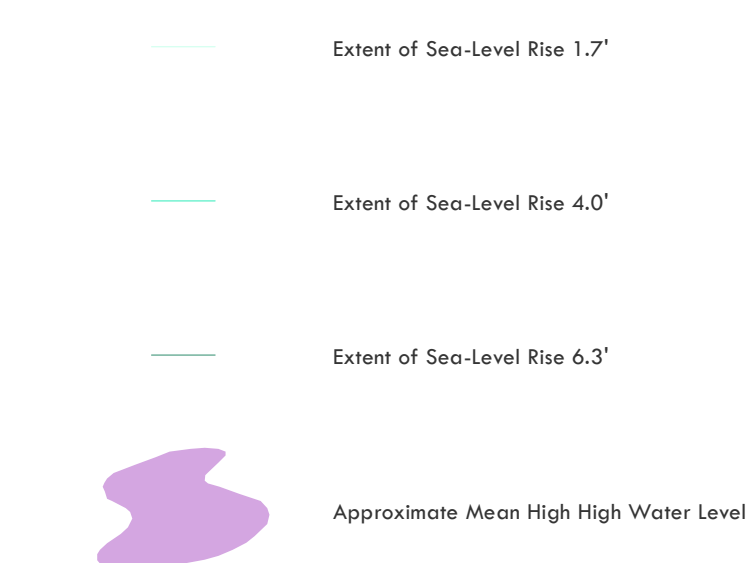 Extent of Sea-Level Rise 1.7'
Extent of Sea-Level Rise 4.0'
Extent of Sea-Level Rise 6.3'
Approximate Mean High High Water Level